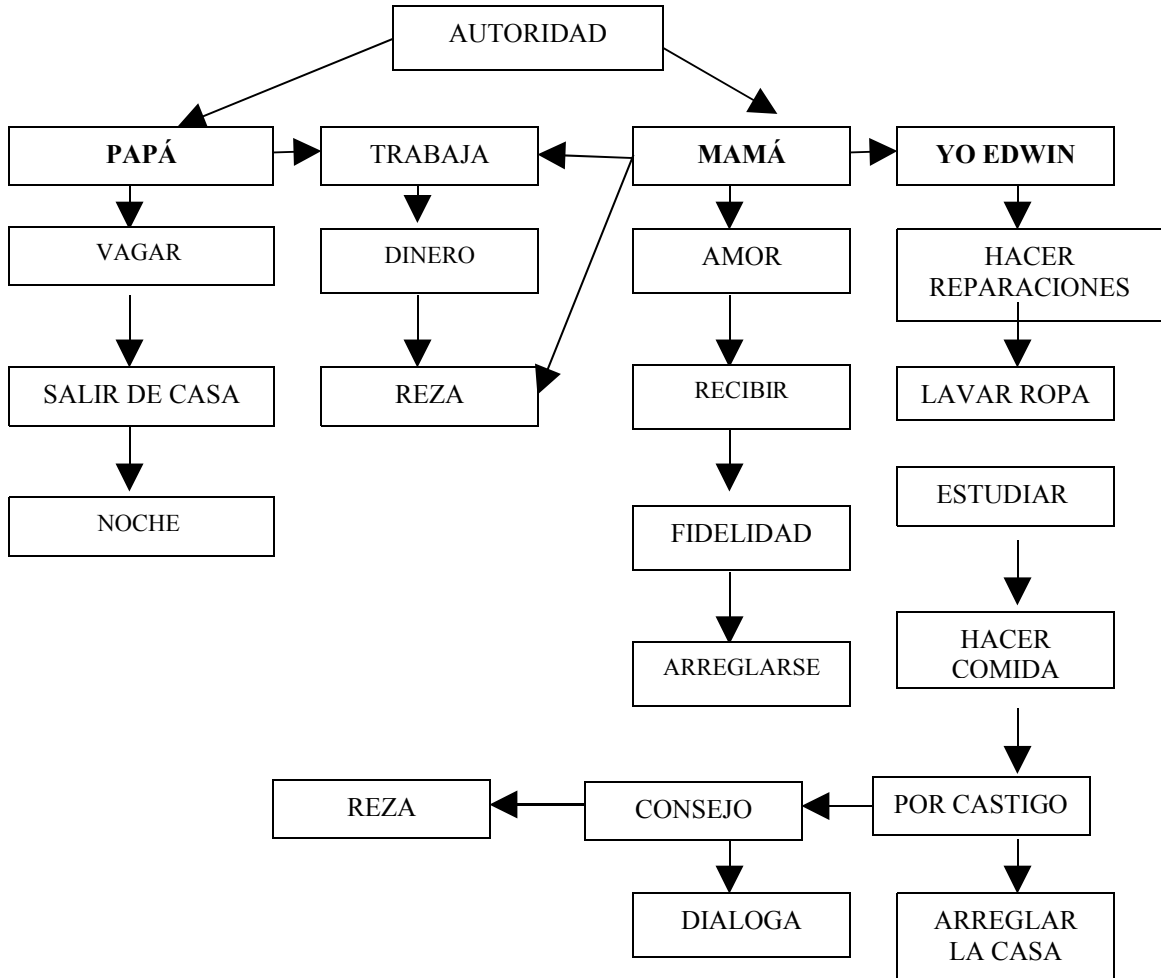 AUTORIDAD
PAPÁ
TRABAJA
MAMÁ
YO EDWIN
VAGAR
DINERO
AMOR
HACER
REPARACIONES
SALIR DE CASA
REZA
RECIBIR
LAVAR ROPA
NOCHE
FIDELIDAD
ESTUDIAR
ARREGLARSE
HACER
COMIDA
REZA
CONSEJO
POR CASTIGO
DIALOGA
ARREGLAR
LA CASA